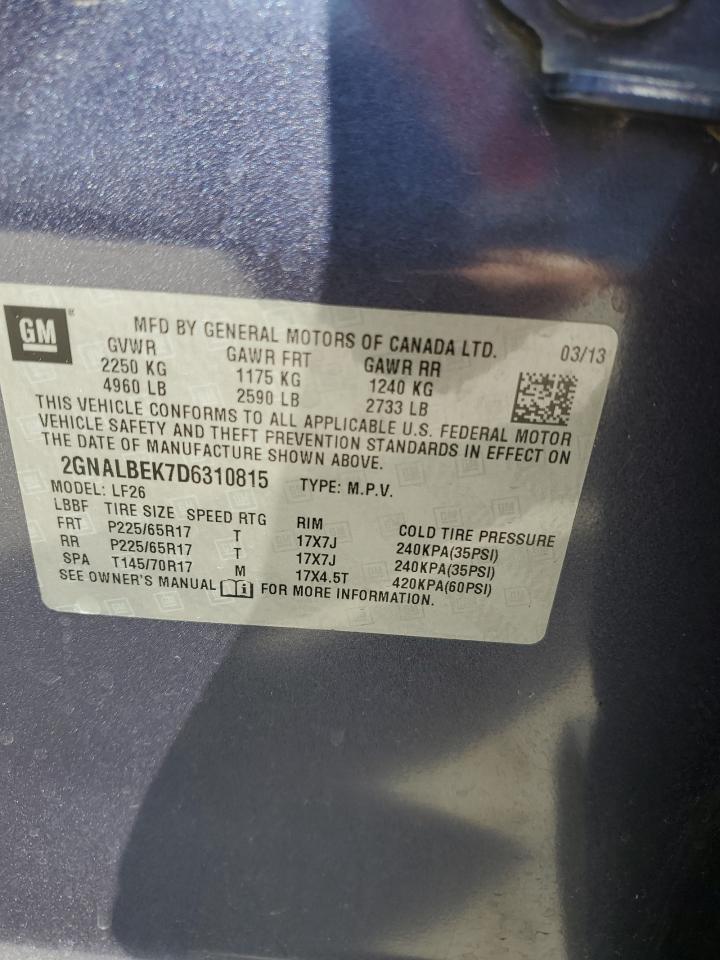 GM ®
MFD BY GENERAL MOTORS OF CANADA LTD. 03/13
GVWR GAWR FRT GAWR RR
2250 KG 1175 KG 1240 KG
4960 LB 2590 LB 2733 LB
THIS VEHICLE CONFORMS TO ALL APPLICABLE U.S. FEDERAL MOTOR
VEHICLE SAFETY AND THEFT PREVENTION STANDARDS IN EFFECT ON
THE DATE OF MANUFACTURE SHOWN ABOVE.
2GNALBEK7D6310815 TYPE: M.P.V.
MODEL: LF26
LBBF TIRE SIZE SPEED RTG RIM COLD TIRE PRESSURE
FRT P225/65R17 T 17X7J 240KPA(35PSI)
RR P225/65R17 T 17X7J 240KPA(35PSI)
SPA T145/70R17 M 17X4.5T 420KPA(60PSI)
SEE OWNER'S MANUAL FOR MORE INFORMATION.